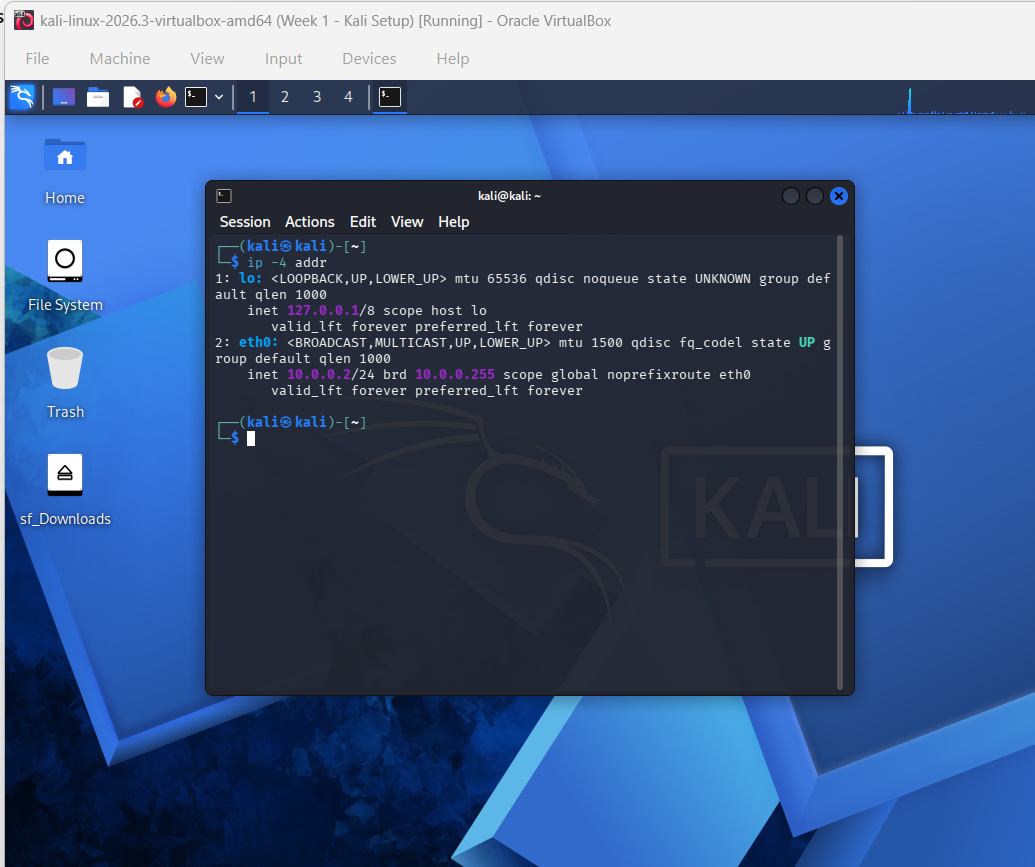 kali-linux-2026.3-virtualbox-amd64 (Week 1 - Kali Setup) [Running] - Oracle VirtualBox
File Machine View Input Devices Help
1 2 3 4
Home
File System
Trash
sf_Downloads
kali@kali: ~
Session Actions Edit View Help
┌──(kali㉿kali)-[~]
└─$ ip -4 addr
1: lo: <LOOPBACK,UP,LOWER_UP> mtu 65536 qdisc noqueue state UNKNOWN group def
ault qlen 1000
    inet 127.0.0.1/8 scope host lo
       valid_lft forever preferred_lft forever
2: eth0: <BROADCAST,MULTICAST,UP,LOWER_UP> mtu 1500 qdisc fq_codel state UP g
roup default qlen 1000
    inet 10.0.0.2/24 brd 10.0.0.255 scope global noprefixroute eth0
       valid_lft forever preferred_lft forever
┌──(kali㉿kali)-[~]
└─$
KALI